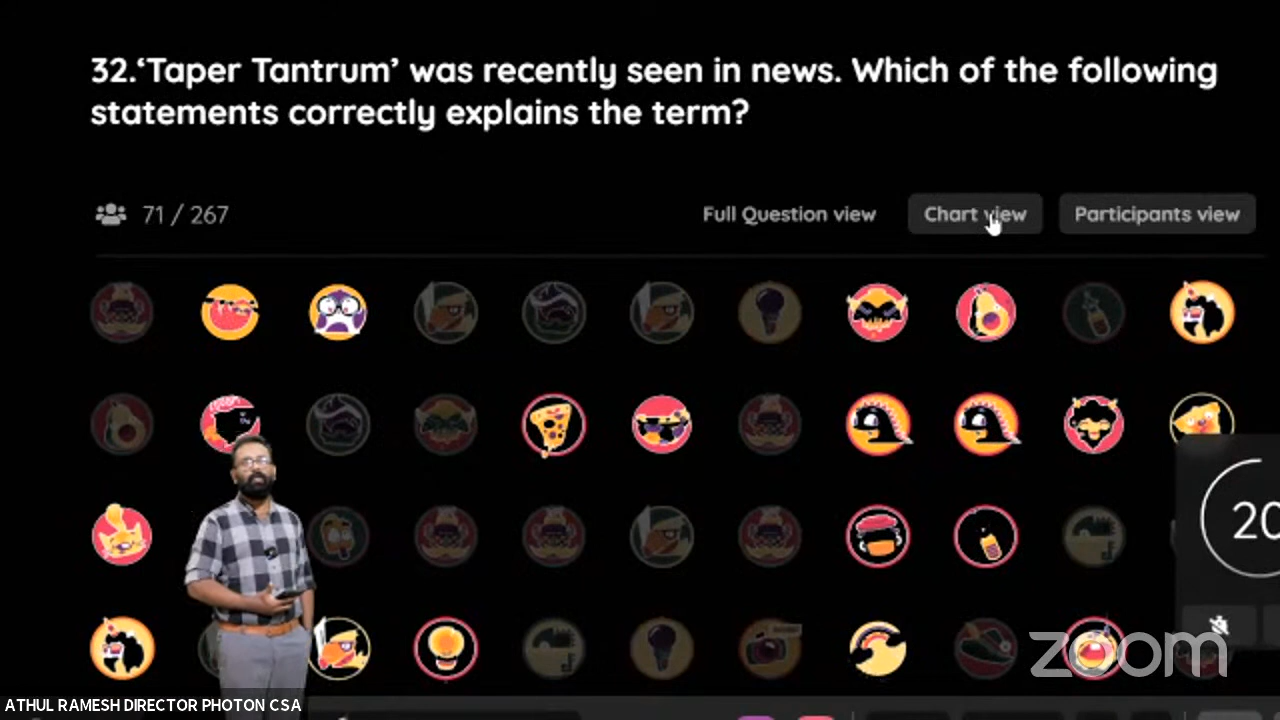 32.‘Taper Tantrum’ was recently seen in news. Which of the following
statements correctly explains the term?
71 / 267
Full Question view
Chart view
Participants view
20
zoom
ATHUL RAMESH DIRECTOR PHOTON CSA